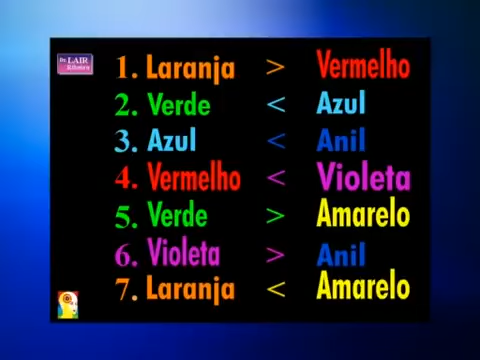 Dr. LAIR
Ribeiro
1. Laranja > Vermelho
2. Verde < Azul
3. Azul < Anil
4. Vermelho < Violeta
5. Verde > Amarelo
6. Violeta > Anil
7. Laranja < Amarelo